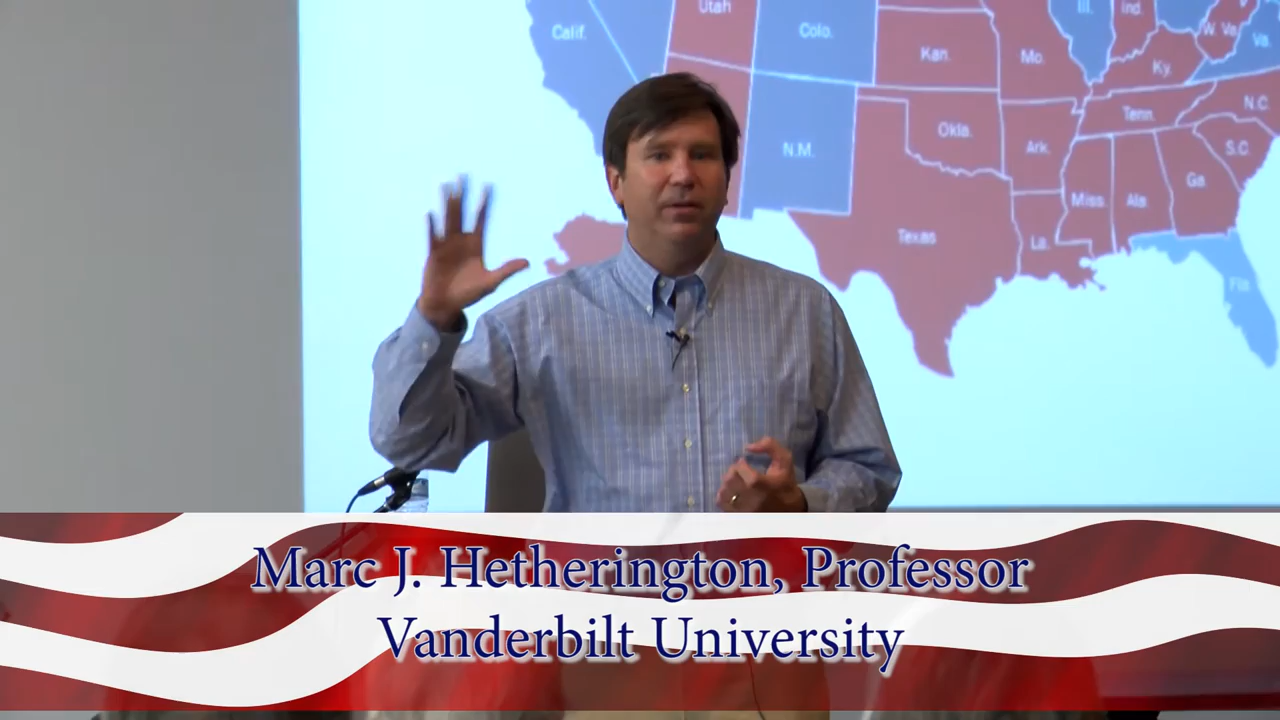 Utah
Calif.
Colo.
Kan.
Mo.
Ill.
Ind.
W. Va.
Va.
Ky.
Tenn.
N.C.
Okla.
Ark.
S.C.
N.M.
Miss.
Ala.
Ga.
Texas
La.
Fla.
Marc J. Hetherington, Professor
Vanderbilt University